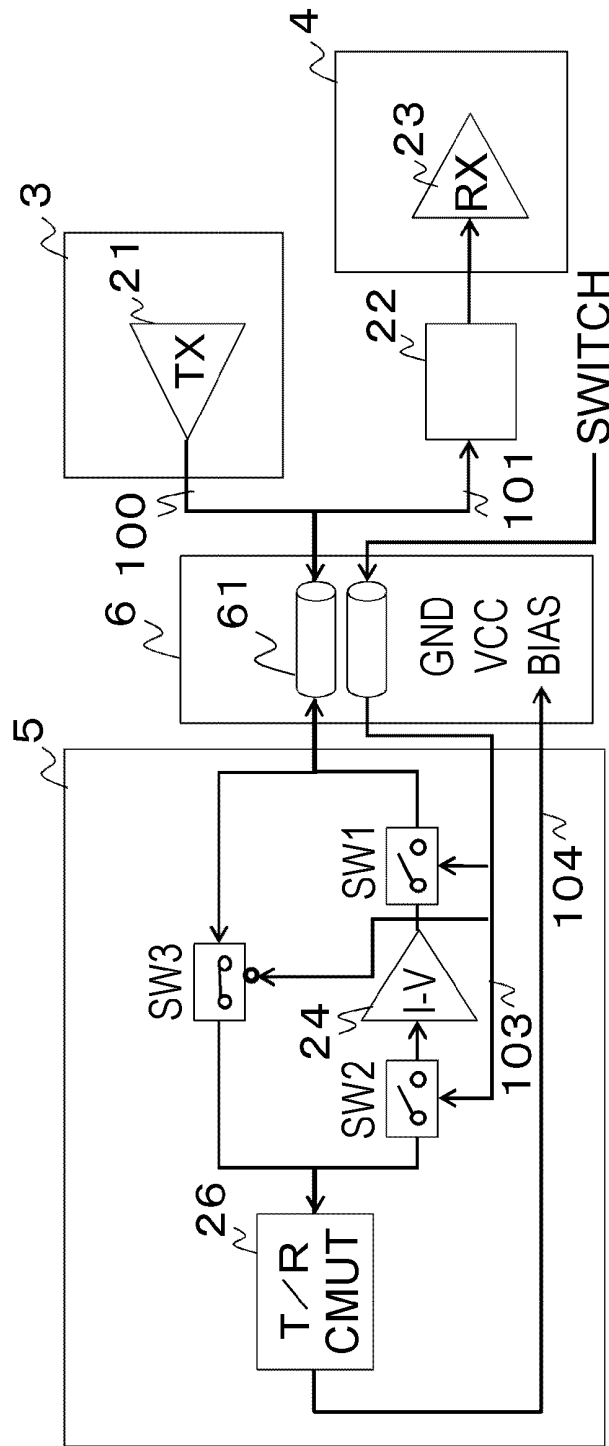 5
26
T/R
CMUT
SW3
SW2
24
I-V
SW1
103
104
6
61
GND
VCC
BIAS
100
101
3
21
TX
22
4
23
RX
SWITCH